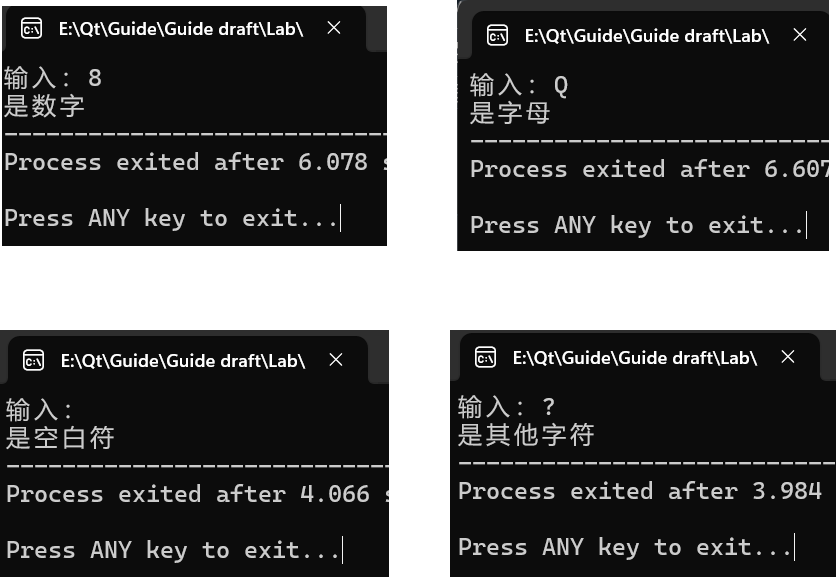 E:\Qt\Guide\Guide draft\Lab\
输入: 8
是数字
--------------------------
Process exited after 6.078 s
Press ANY key to exit...
E:\Qt\Guide\Guide draft\Lab\
输入: Q
是字母
--------------------------
Process exited after 6.607
Press ANY key to exit...
E:\Qt\Guide\Guide draft\Lab\
输入:
是空白符
--------------------------
Process exited after 4.066 s
Press ANY key to exit...
E:\Qt\Guide\Guide draft\Lab\
输入: ?
是其他字符
--------------------------
Process exited after 3.984
Press ANY key to exit...